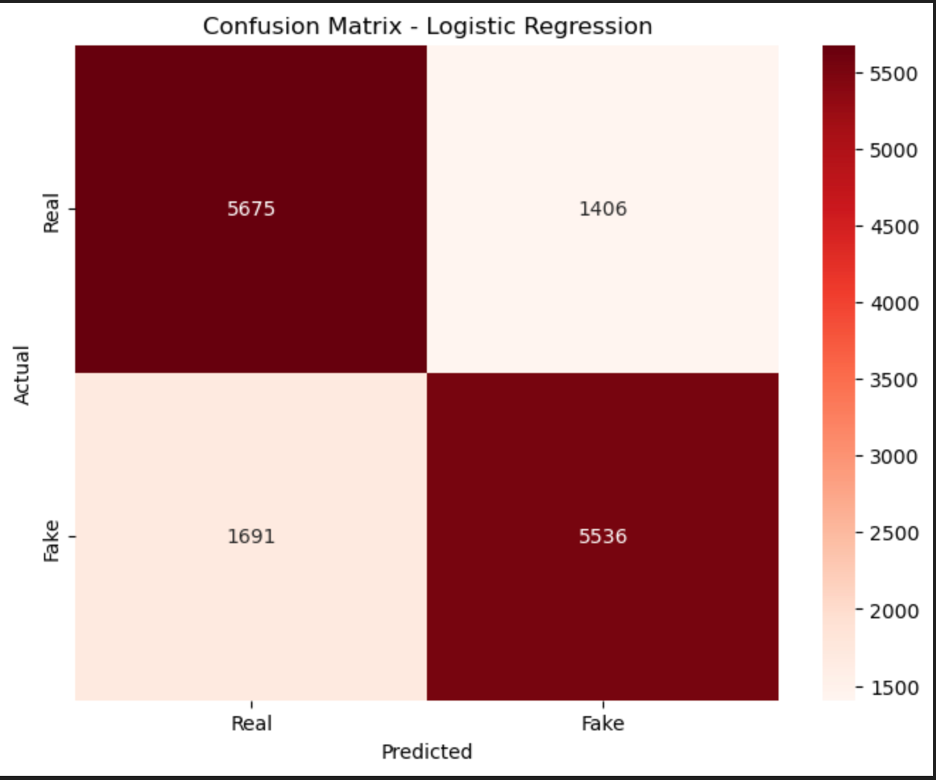 Confusion Matrix - Logistic Regression
Real
5675
1406
Actual
Fake
1691
5536
Real
Fake
Predicted
5500
5000
4500
4000
3500
3000
2500
2000
1500